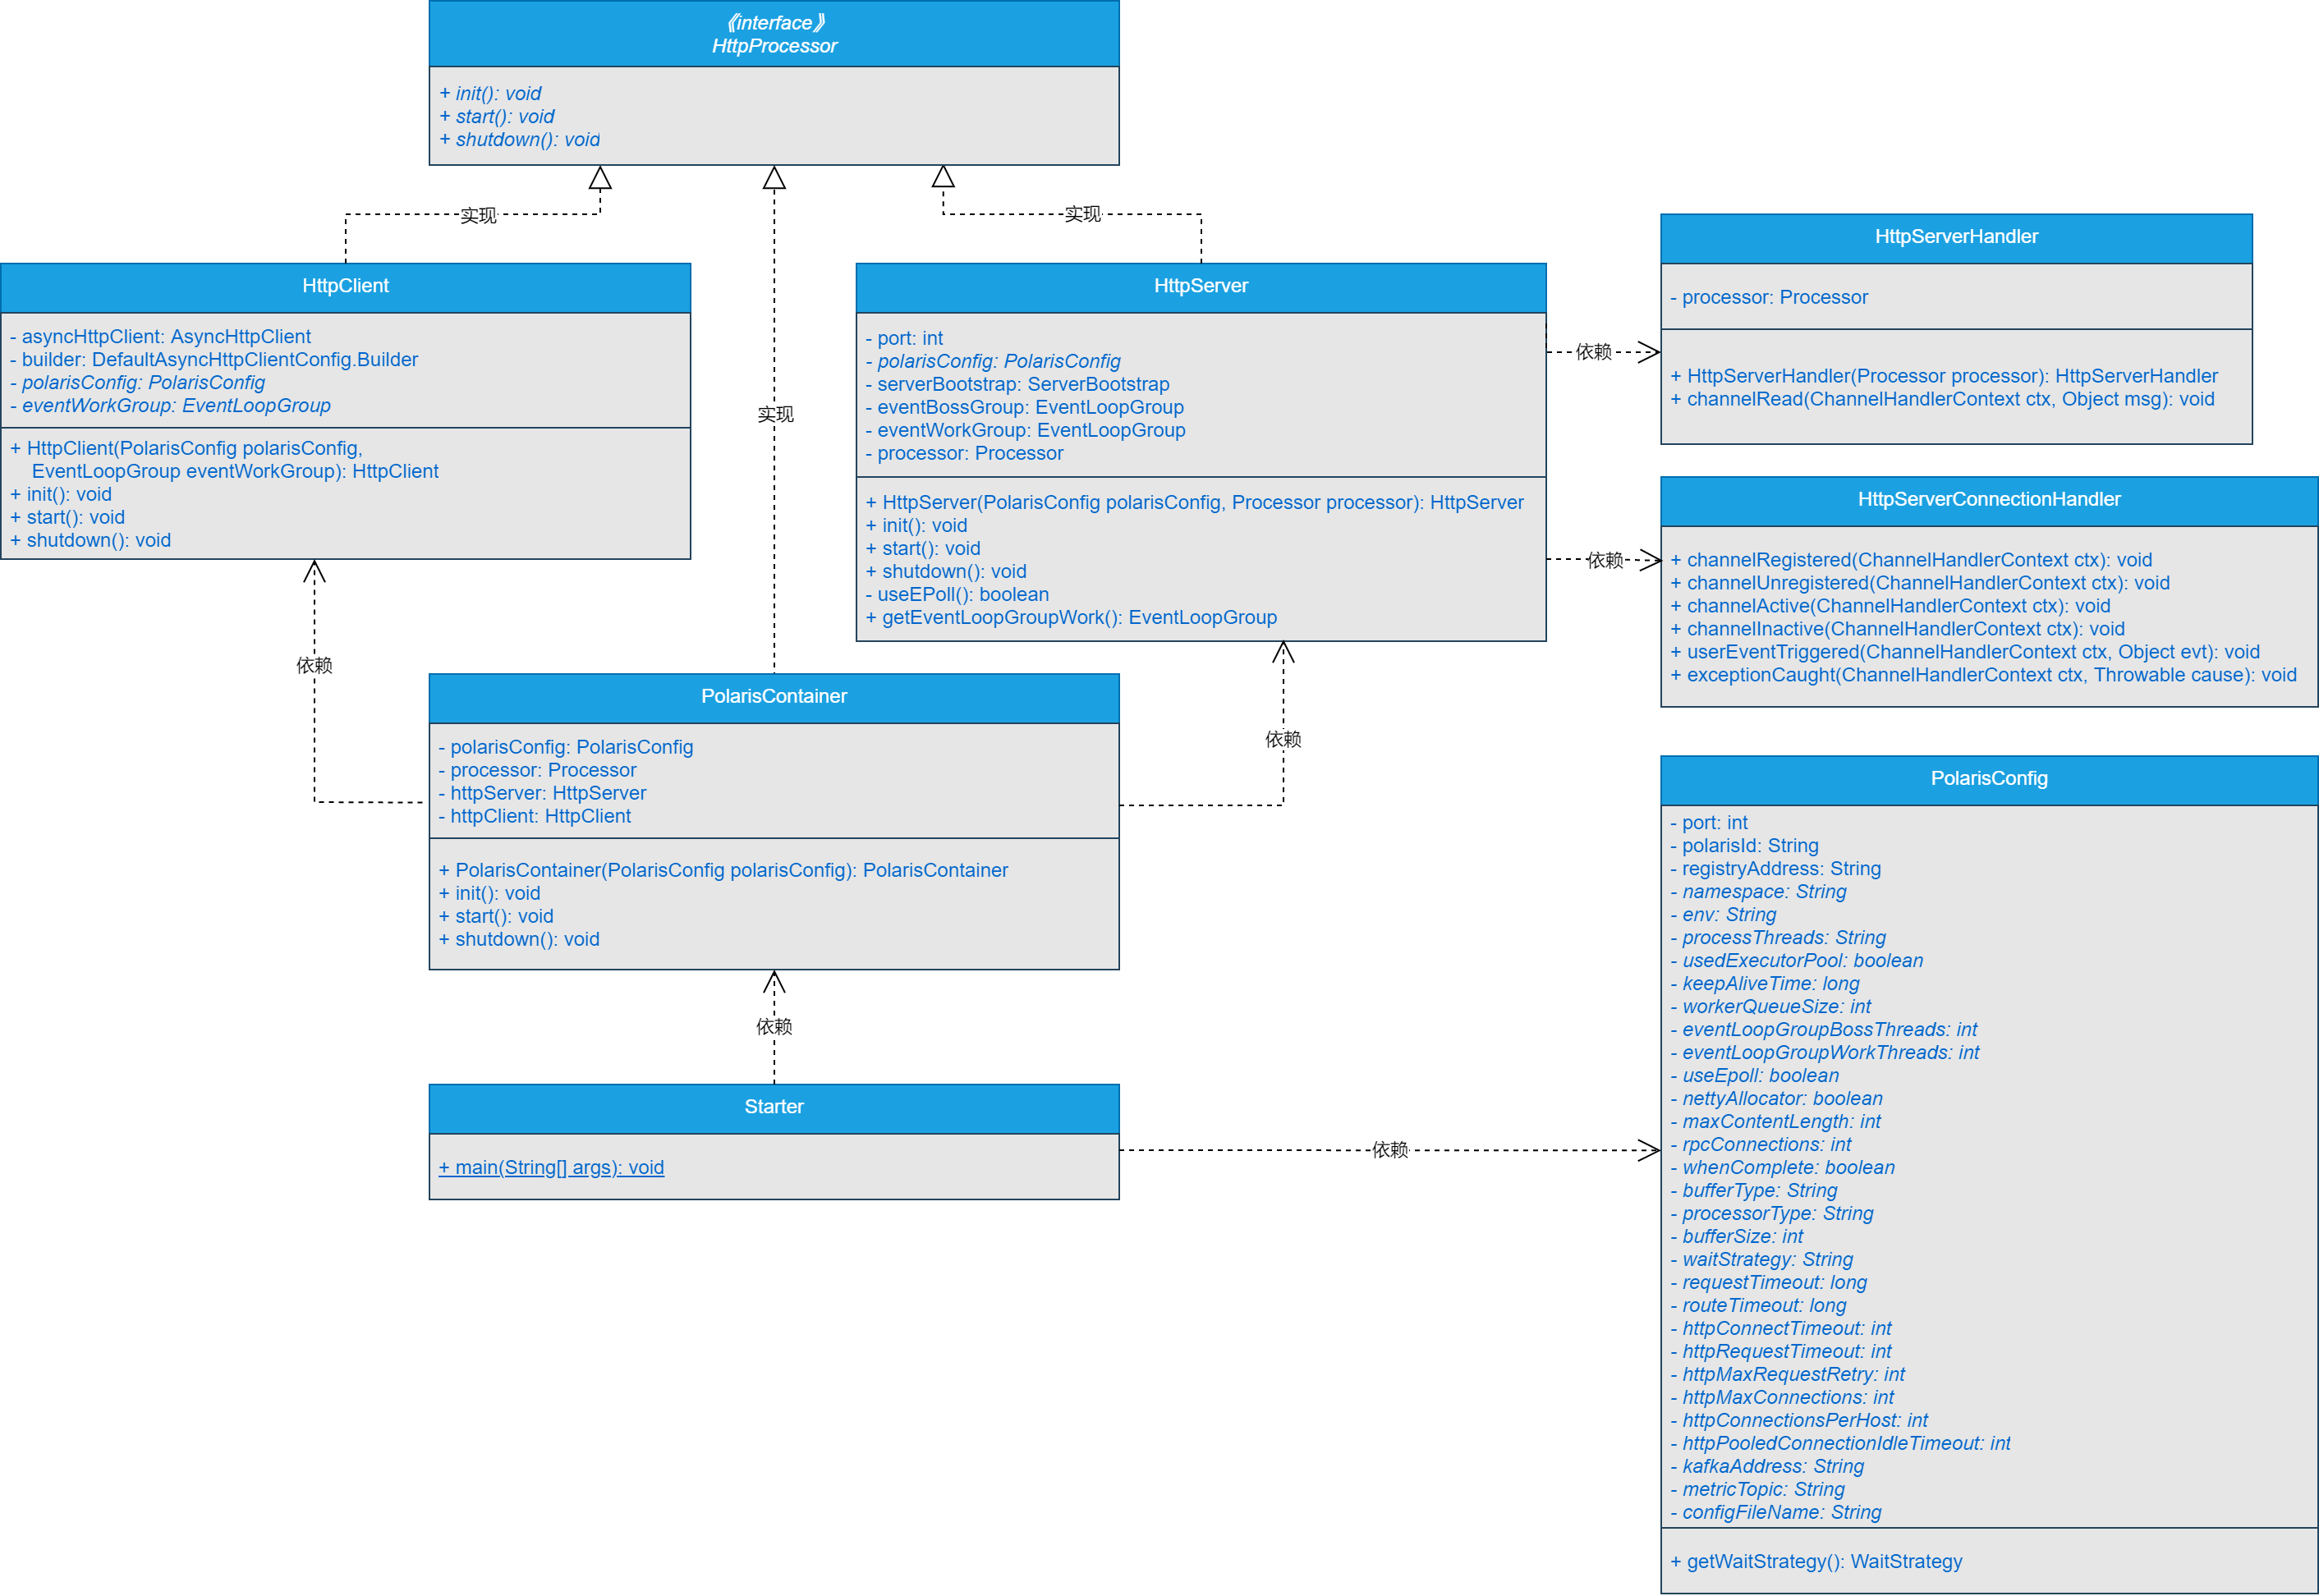 《interface》
HttpProcessor
+ init(): void
+ start(): void
+ shutdown(): void
实现
实现
实现
HttpClient
- asyncHttpClient: AsyncHttpClient
- builder: DefaultAsyncHttpClientConfig.Builder
- polarisConfig: PolarisConfig
- eventWorkGroup: EventLoopGroup
+ HttpClient(PolarisConfig polarisConfig,
EventLoopGroup eventWorkGroup): HttpClient
+ init(): void
+ start(): void
+ shutdown(): void
HttpServer
- port: int
- polarisConfig: PolarisConfig
- serverBootstrap: ServerBootstrap
- eventBossGroup: EventLoopGroup
- eventWorkGroup: EventLoopGroup
- processor: Processor
+ HttpServer(PolarisConfig polarisConfig, Processor processor): HttpServer
+ init(): void
+ start(): void
+ shutdown(): void
- useEPoll(): boolean
+ getEventLoopGroupWork(): EventLoopGroup
依赖
依赖
HttpServerHandler
- processor: Processor
+ HttpServerHandler(Processor processor): HttpServerHandler
+ channelRead(ChannelHandlerContext ctx, Object msg): void
HttpServerConnectionHandler
+ channelRegistered(ChannelHandlerContext ctx): void
+ channelUnregistered(ChannelHandlerContext ctx): void
+ channelActive(ChannelHandlerContext ctx): void
+ channelInactive(ChannelHandlerContext ctx): void
+ userEventTriggered(ChannelHandlerContext ctx, Object evt): void
+ exceptionCaught(ChannelHandlerContext ctx, Throwable cause): void
依赖
依赖
PolarisContainer
- polarisConfig: PolarisConfig
- processor: Processor
- httpServer: HttpServer
- httpClient: HttpClient
+ PolarisContainer(PolarisConfig polarisConfig): PolarisContainer
+ init(): void
+ start(): void
+ shutdown(): void
依赖
Starter
+ main(String[] args): void
依赖
PolarisConfig
- port: int
- polarisId: String
- registryAddress: String
- namespace: String
- env: String
- processThreads: String
- usedExecutorPool: boolean
- keepAliveTime: long
- workerQueueSize: int
- eventLoopGroupBossThreads: int
- eventLoopGroupWorkThreads: int
- useEpoll: boolean
- nettyAllocator: boolean
- maxContentLength: int
- rpcConnections: int
- whenComplete: boolean
- bufferType: String
- processorType: String
- bufferSize: int
- waitStrategy: String
- requestTimeout: long
- routeTimeout: long
- httpConnectTimeout: int
- httpRequestTimeout: int
- httpMaxRequestRetry: int
- httpMaxConnections: int
- httpConnectionsPerHost: int
- httpPooledConnectionIdleTimeout: int
- kafkaAddress: String
- metricTopic: String
- configFileName: String
+ getWaitStrategy(): WaitStrategy